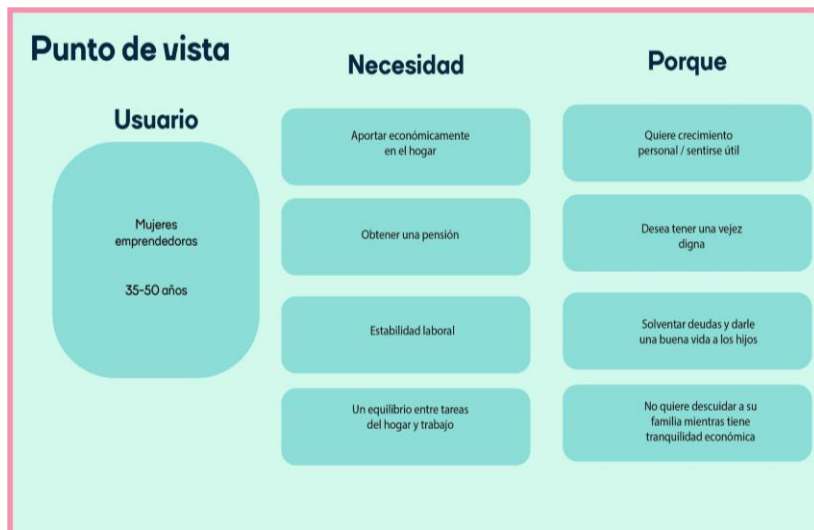 Punto de vista
Usuario
Mujeres
emprendedoras
35-50 años
Necesidad
Aportar económicamente
en el hogar
Obtener una pensión
Estabilidad laboral
Un equilibrio entre tareas
del hogar y trabajo
Porque
Quiere crecimiento
personal / sentirse útil
Desea tener una vejez
digna
Solventar deudas y darle
una buena vida a los hijos
No quiere descuidar a su
familia mientras tiene
tranquilidad económica